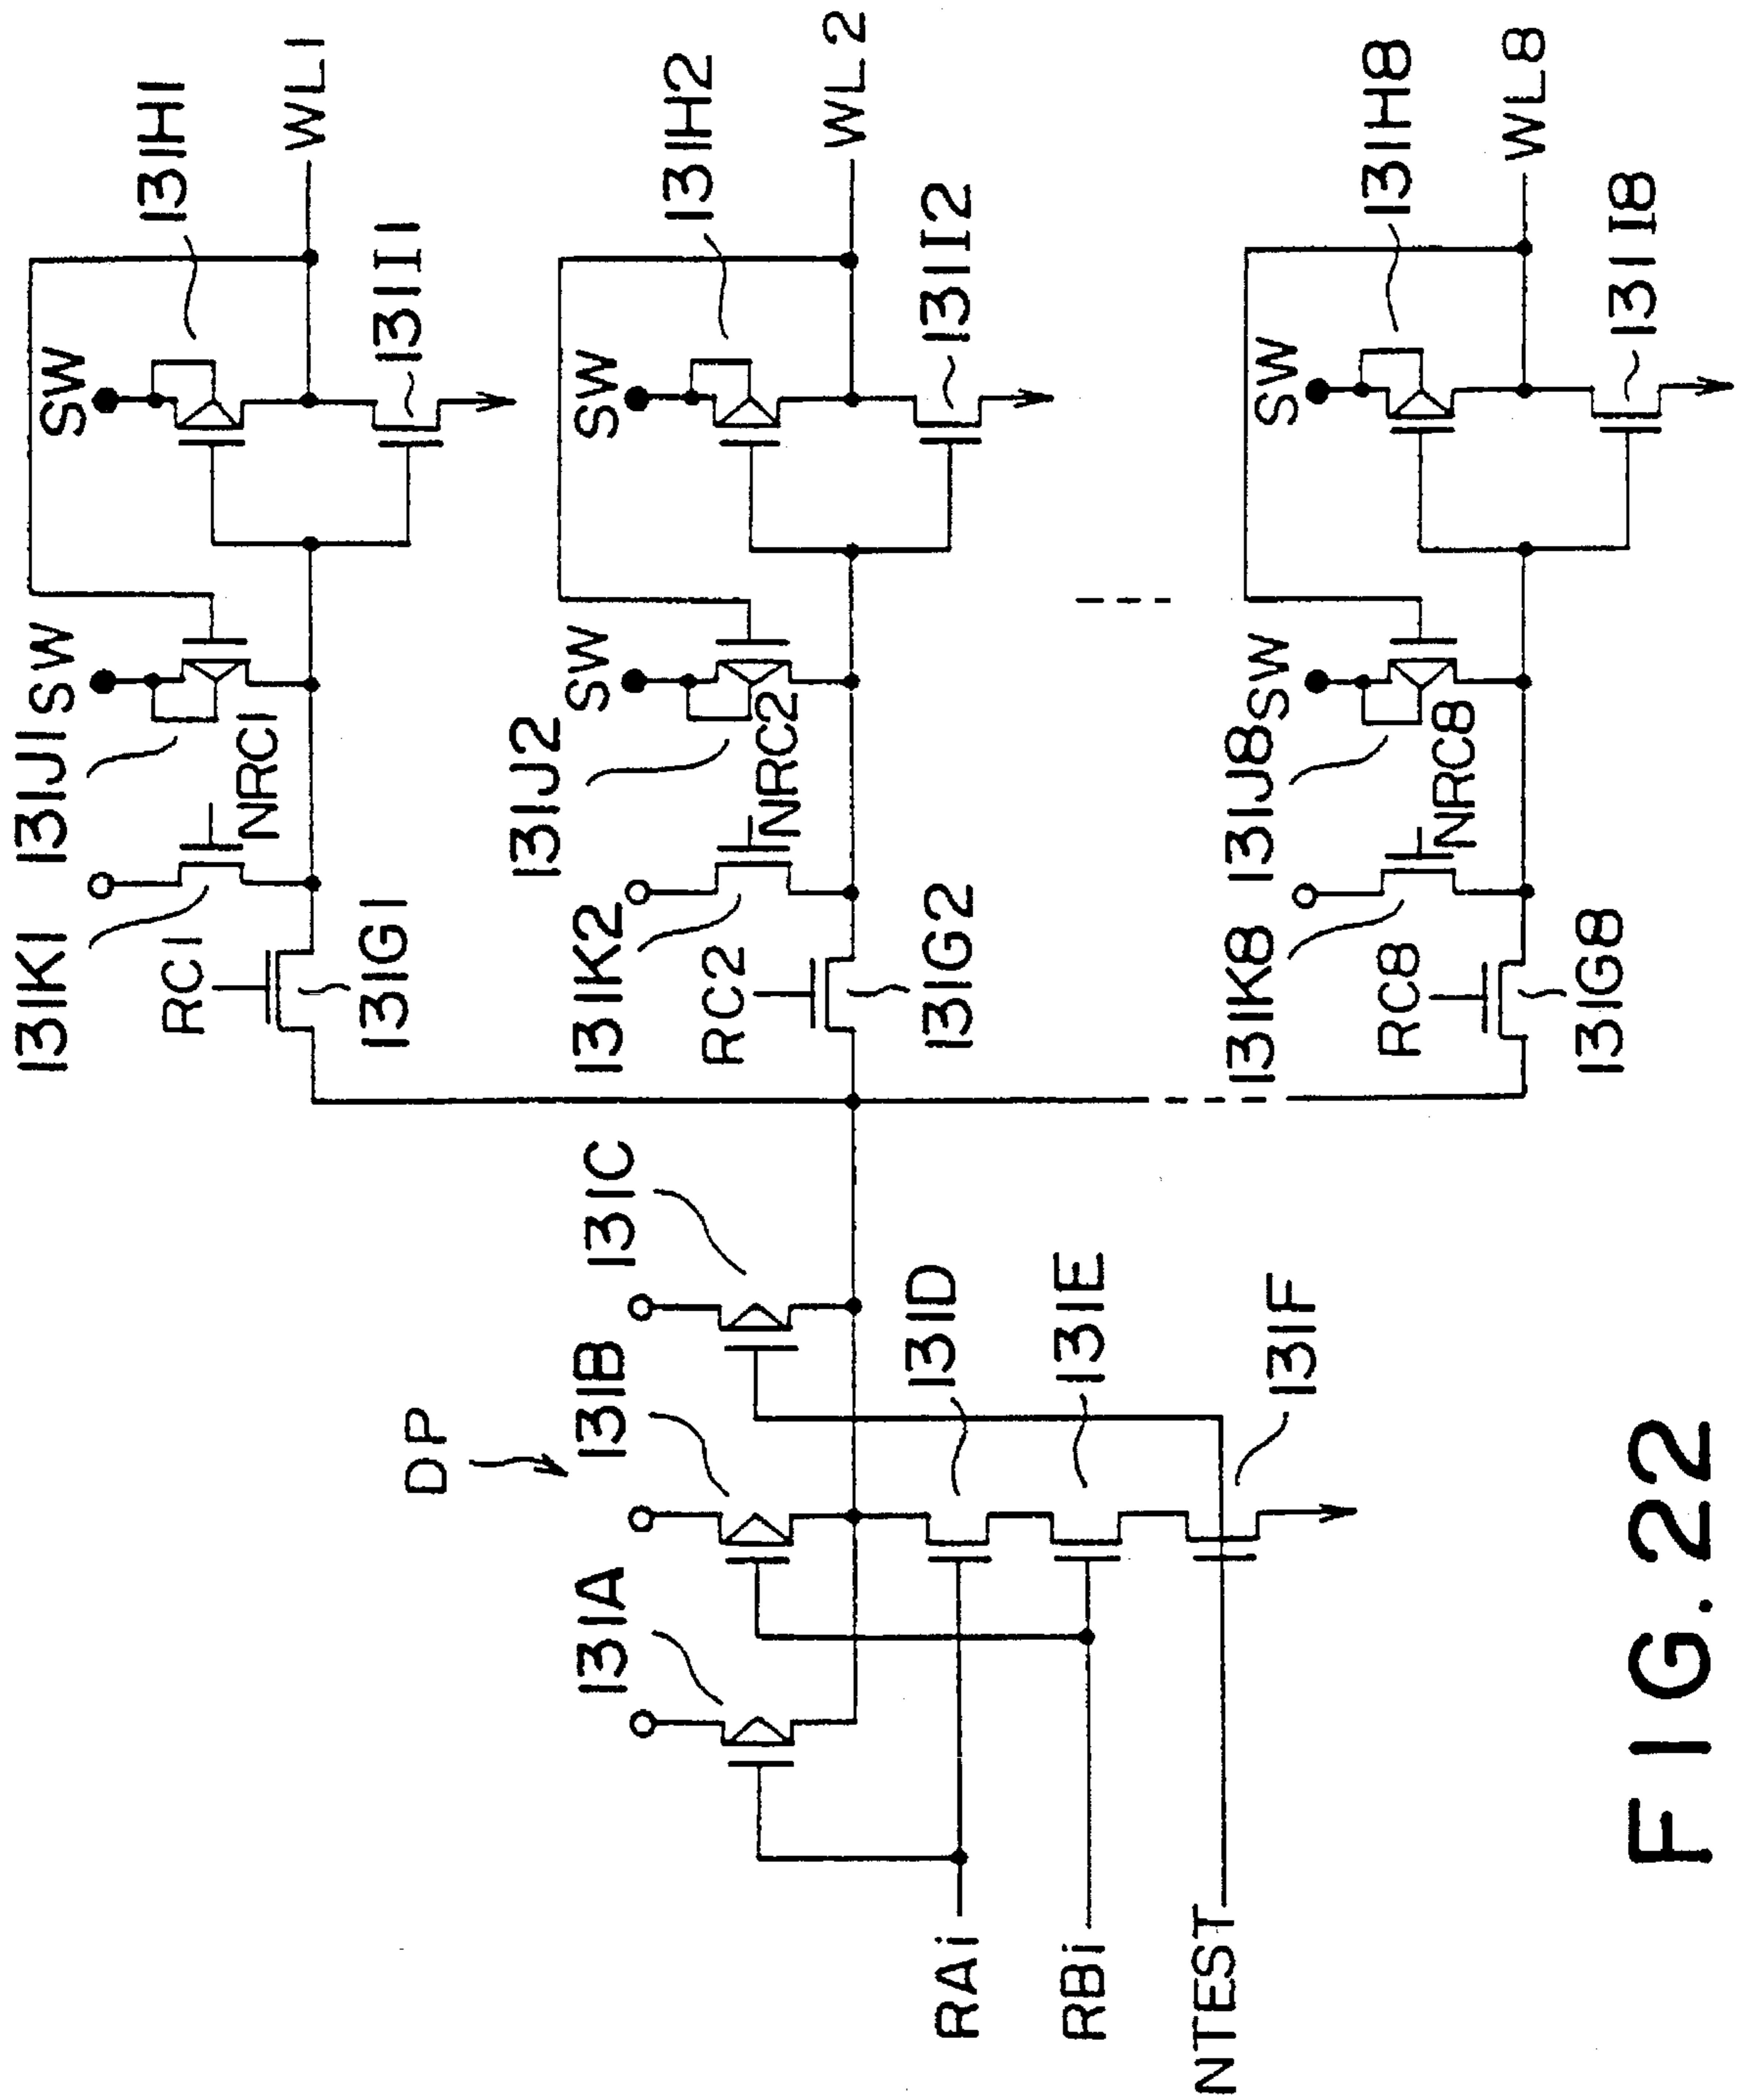 131K1
131J1
SW
SW
131H1
RC1
NRC1
WL1
131G1
131I1
131K2
131J2
SW
SW
131H2
RC2
NRC2
WL2
131G2
131I2
131K8
131J8
SW
SW
131H8
RC8
NRC8
WL8
131G8
131I8
DP
131A
131B
131C
RAi
131D
RBi
131E
NTEST
131F
FIG. 22